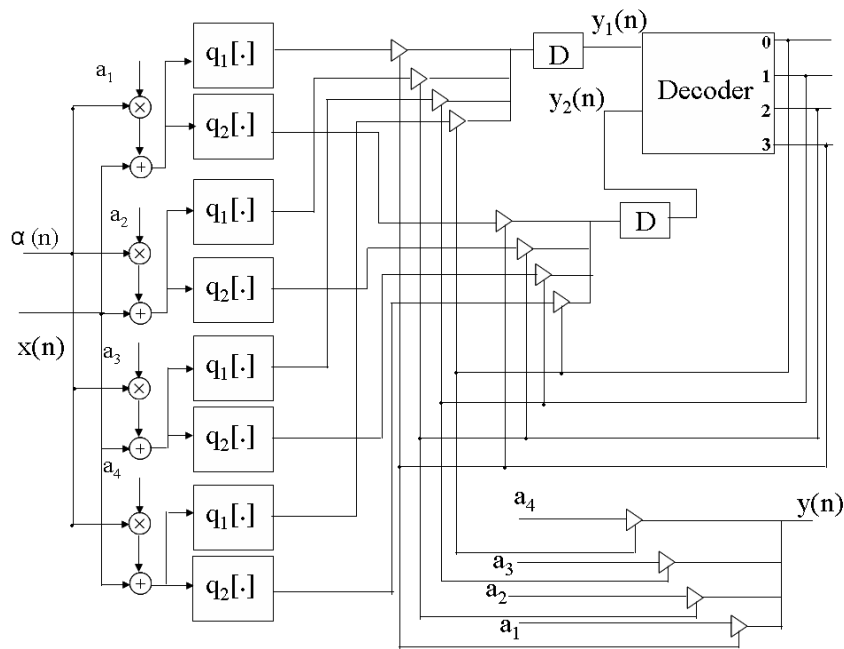 y₁(n)
a₁
q₁[.]
D
0
1
Decoder
y₂(n)
2
q₂[.]
3
a₂
q₁[.]
D
α(n)
q₂[.]
x(n)
a₃
q₁[.]
q₂[.]
a₄
q₁[.]
a₄
y(n)
a₃
q₂[.]
a₂
a₁